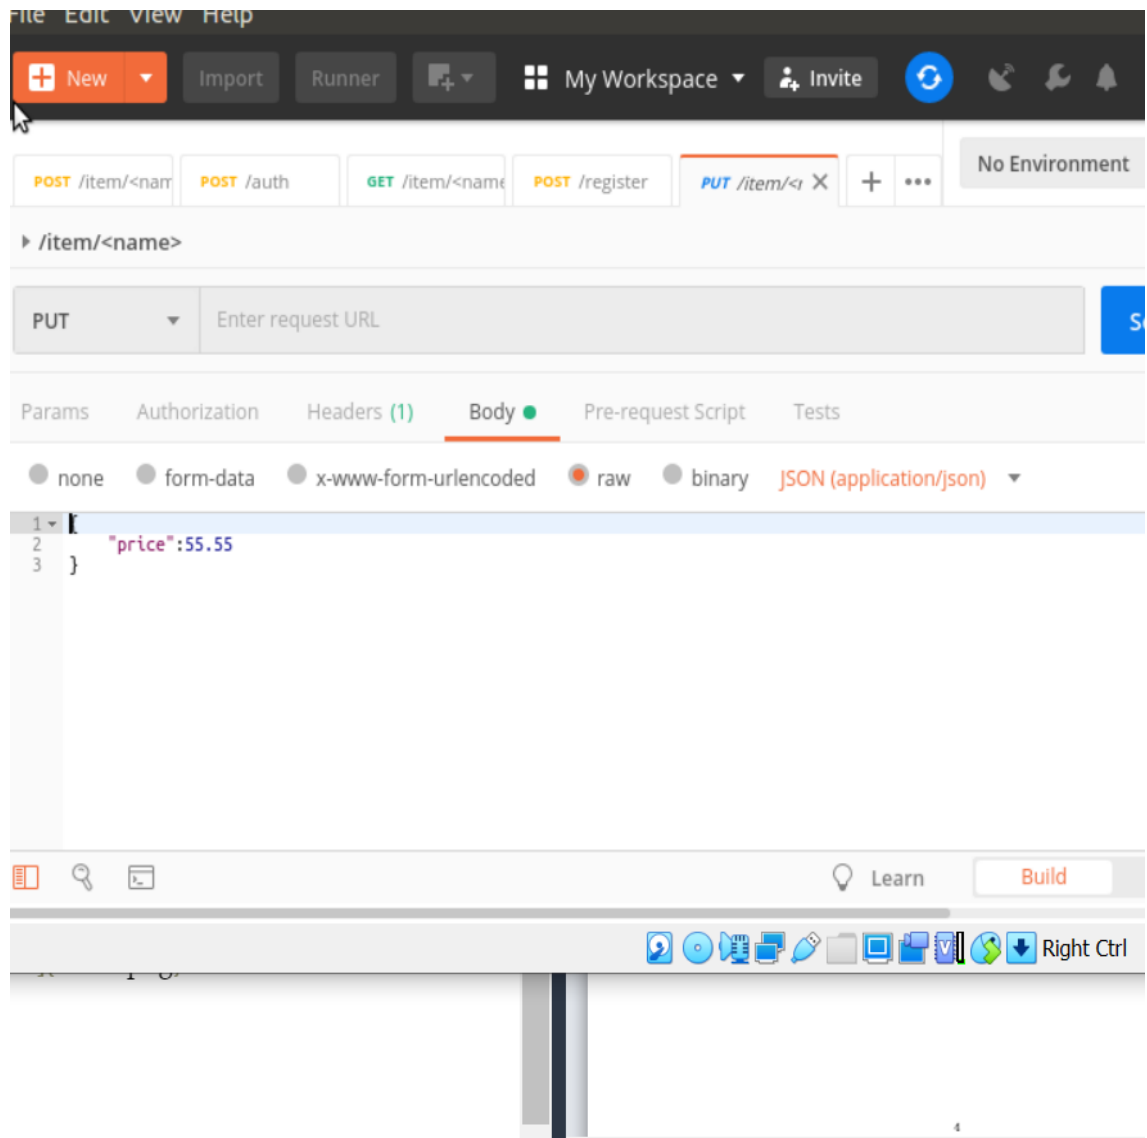 File Edit View Help
New Import Runner My Workspace Invite
POST /item/<nam POST /auth GET /item/<name POST /register PUT /item/<r No Environment
/item/<name>
PUT Enter request URL
Params Authorization Headers (1) Body Pre-request Script Tests
none form-data x-www-form-urlencoded raw binary JSON (application/json)
1 {
2 "price":55.55
3 }
Learn Build
Right Ctrl
4